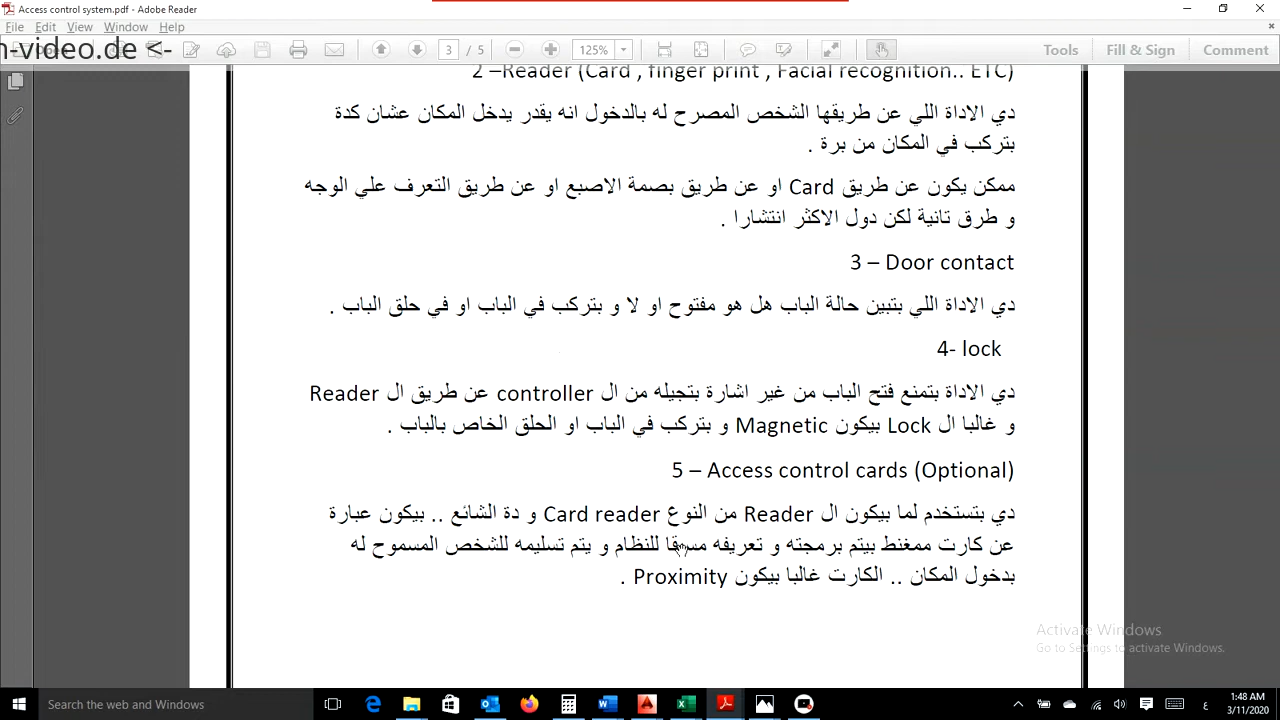 Access control system.pdf - Adobe Reader
File Edit View Window Help
n-video.de <-
3 / 5
125%
Tools Fill & Sign Comment
2 –Reader (Card , finger print , Facial recognition.. ETC)
دي الاداة اللي عن طريقها الشخص المصرح له بالدخول انه يقدر يدخل المكان عشان كدة
بتركب في المكان من برة .
ممكن يكون عن طريق Card او عن طريق بصمة الاصبع او عن طريق التعرف علي الوجه
و طرق تانية لكن دول الاكثر انتشارا .
3 – Door contact
دي الاداة اللي بتبين حالة الباب هل هو مفتوح او لا و بتركب في الباب او في حلق الباب .
4- lock
دي الاداة بتمنع فتح الباب من غير اشارة بتجيله من ال controller عن طريق ال Reader
و غالبا ال Lock بيكون Magnetic و بتركب في الباب او الحلق الخاص بالباب .
5 – Access control cards (Optional)
دي بتستخدم لما بيكون ال Reader من النوع Card reader و دة الشائع .. بيكون عبارة
عن كارت ممغنط بيتم برمجته و تعريفه مسبقا للنظام و يتم تسليمه للشخص المسموح له
بدخول المكان .. الكارت غالبا بيكون Proximity .
Activate Windows
Go to Settings to activate Windows.
Search the web and Windows
ع
1:48 AM
3/11/2020